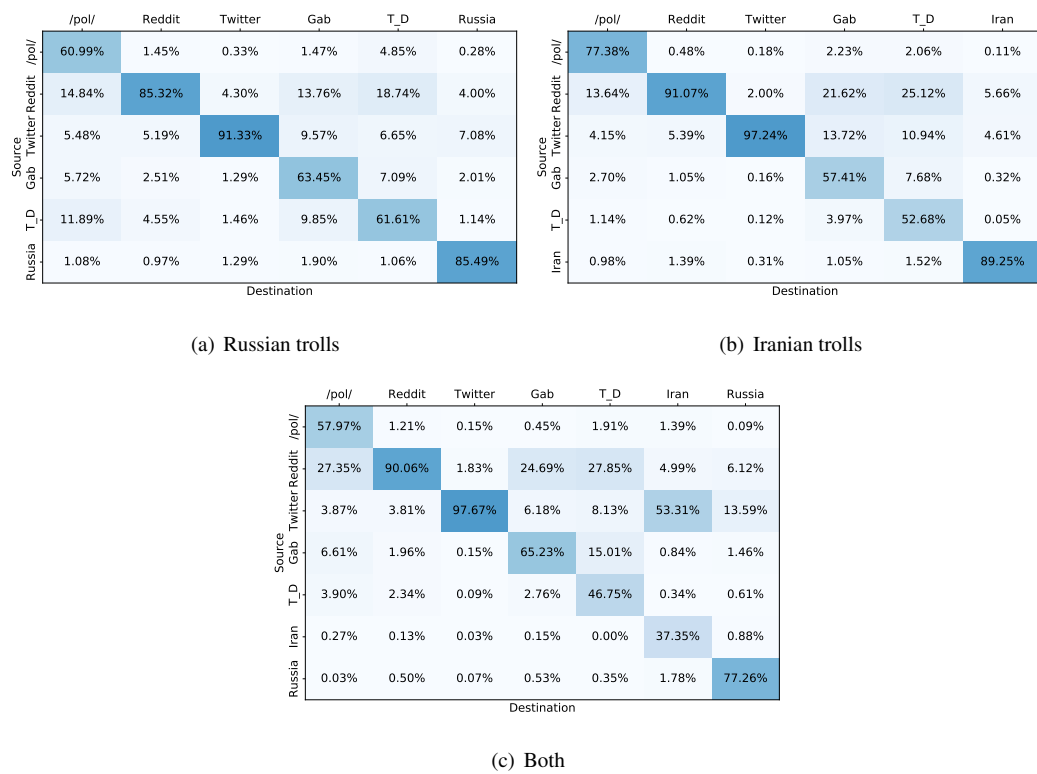 /pol/ Reddit Twitter Gab T_D Russia
/pol/ 60.99% 1.45% 0.33% 1.47% 4.85% 0.28%
Reddit 14.84% 85.32% 4.30% 13.76% 18.74% 4.00%
Twitter 5.48% 5.19% 91.33% 9.57% 6.65% 7.08%
Source
Gab 5.72% 2.51% 1.29% 63.45% 7.09% 2.01%
T_D 11.89% 4.55% 1.46% 9.85% 61.61% 1.14%
Russia 1.08% 0.97% 1.29% 1.90% 1.06% 85.49%
Destination
(a) Russian trolls
/pol/ Reddit Twitter Gab T_D Iran
/pol/ 77.38% 0.48% 0.18% 2.23% 2.06% 0.11%
Reddit 13.64% 91.07% 2.00% 21.62% 25.12% 5.66%
Twitter 4.15% 5.39% 97.24% 13.72% 10.94% 4.61%
Source
Gab 2.70% 1.05% 0.16% 57.41% 7.68% 0.32%
T_D 1.14% 0.62% 0.12% 3.97% 52.68% 0.05%
Iran 0.98% 1.39% 0.31% 1.05% 1.52% 89.25%
Destination
(b) Iranian trolls
/pol/ Reddit Twitter Gab T_D Iran Russia
/pol/ 57.97% 1.21% 0.15% 0.45% 1.91% 1.39% 0.09%
Reddit 27.35% 90.06% 1.83% 24.69% 27.85% 4.99% 6.12%
Twitter 3.87% 3.81% 97.67% 6.18% 8.13% 53.31% 13.59%
Source
Gab 6.61% 1.96% 0.15% 65.23% 15.01% 0.84% 1.46%
T_D 3.90% 2.34% 0.09% 2.76% 46.75% 0.34% 0.61%
Iran 0.27% 0.13% 0.03% 0.15% 0.00% 37.35% 0.88%
Russia 0.03% 0.50% 0.07% 0.53% 0.35% 1.78% 77.26%
Destination
(c) Both